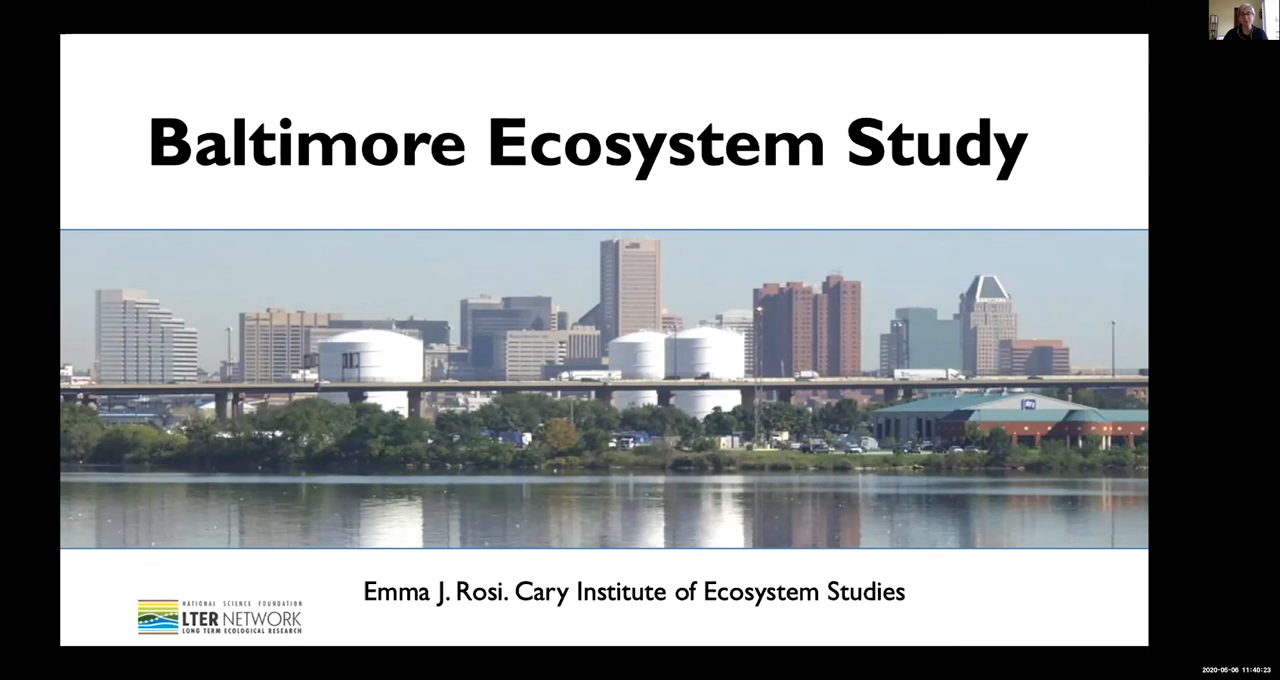 Baltimore Ecosystem Study
Emma J. Rosi. Cary Institute of Ecosystem Studies
NATIONAL SCIENCE FOUNDATION
LTER NETWORK
LONG TERM ECOLOGICAL RESEARCH
2020-05-06 11:40:23